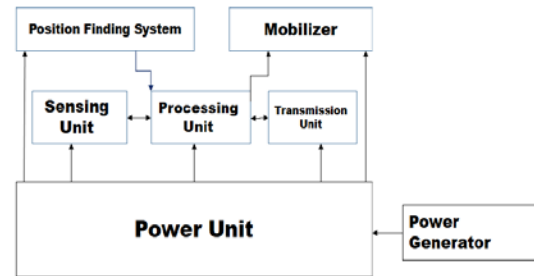 Position Finding System
Mobilizer
Sensing
Unit
Processing
Unit
Transmission
Unit
Power Unit
Power
Generator